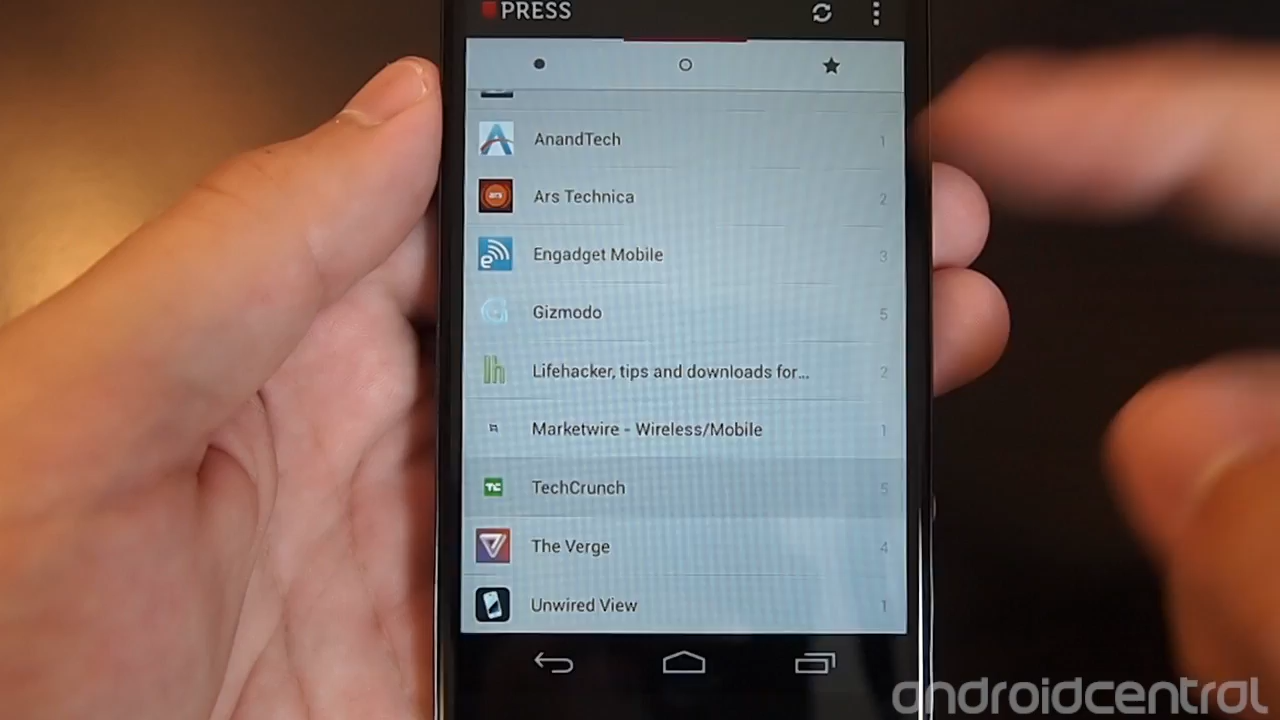 PRESS
AnandTech 1
Ars Technica 2
Engadget Mobile 3
Gizmodo 5
Lifehacker, tips and downloads for... 2
Marketwire - Wireless/Mobile 1
TechCrunch 5
The Verge 4
Unwired View 1
androidcentral